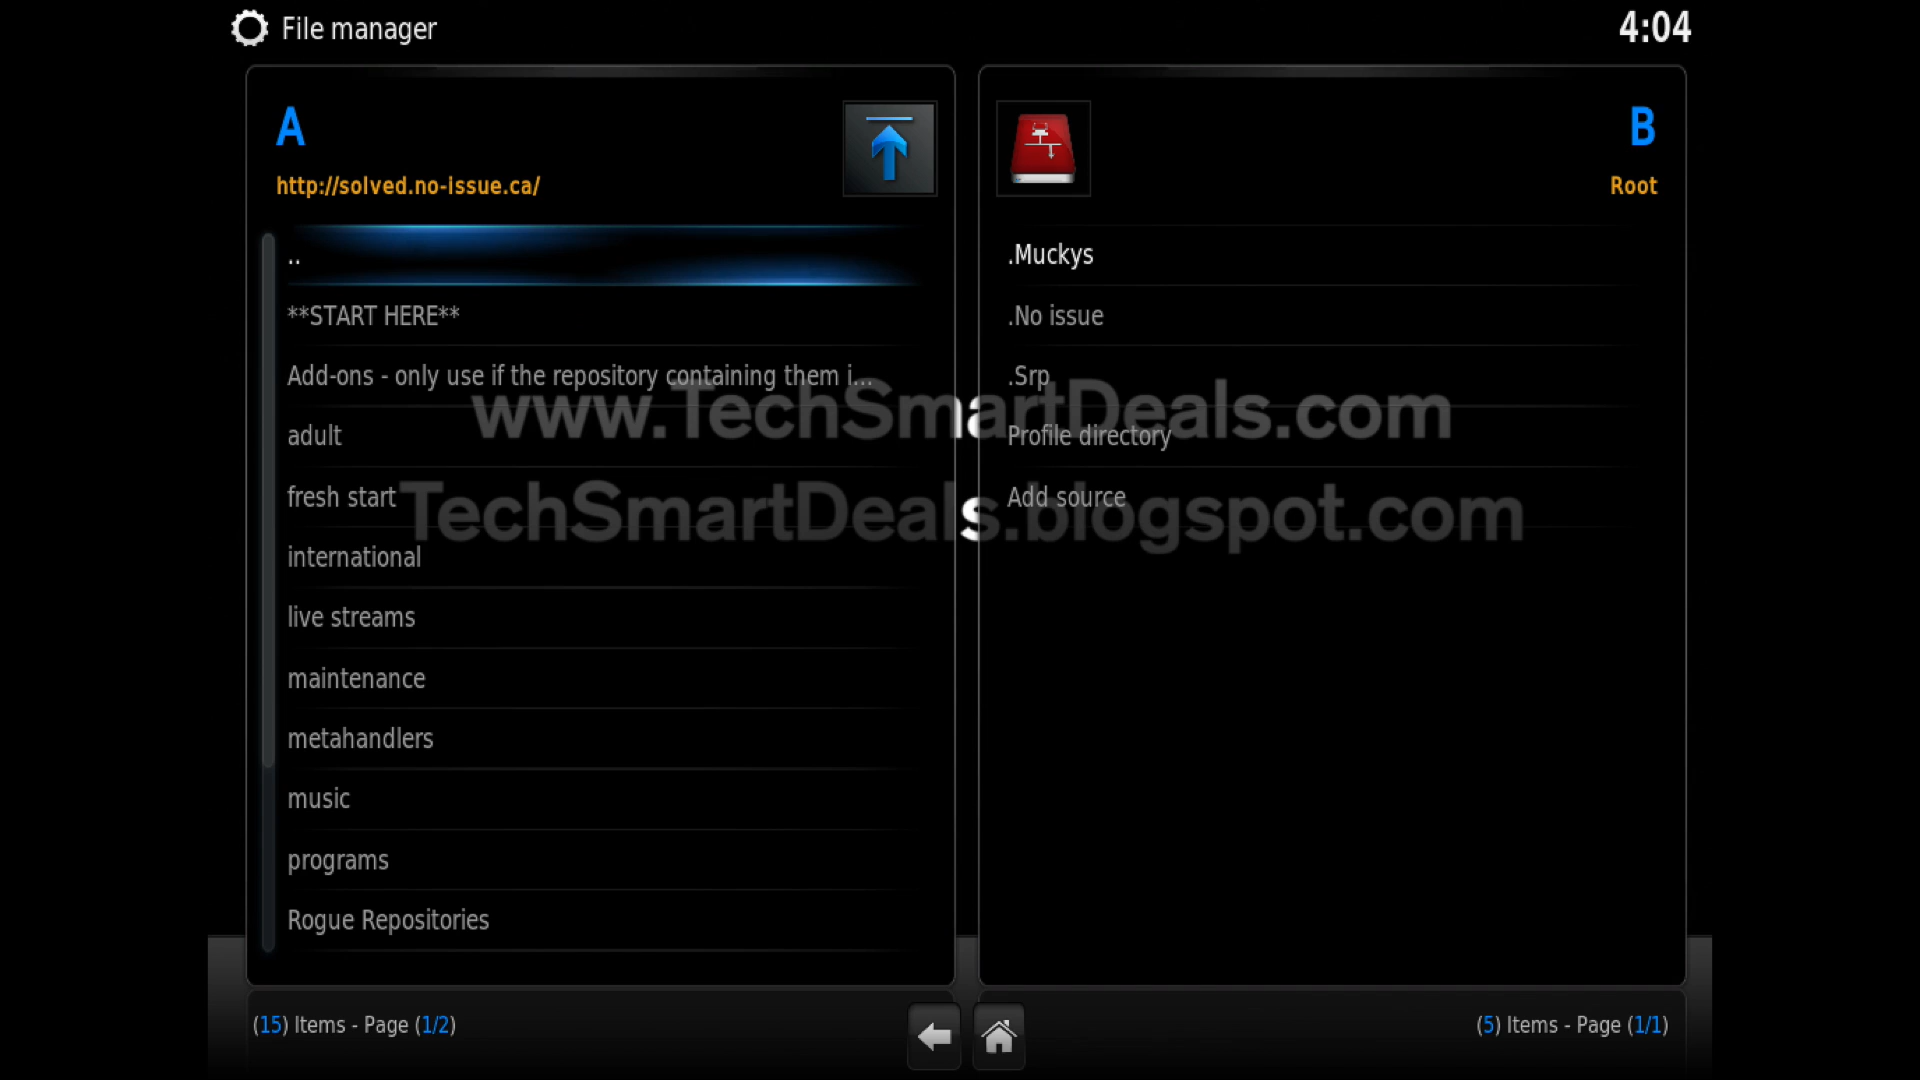 File manager
4:04
A
http://solved.no-issue.ca/
..
**START HERE**
Add-ons - only use if the repository containing them i...
adult
fresh start
international
live streams
maintenance
metahandlers
music
programs
Rogue Repositories
(15) Items - Page (1/2)
B
Root
.Muckys
.No issue
.Srp
Profile directory
Add source
(5) Items - Page (1/1)
www.TechSmartDeals.com
TechSmartDeals.blogspot.com